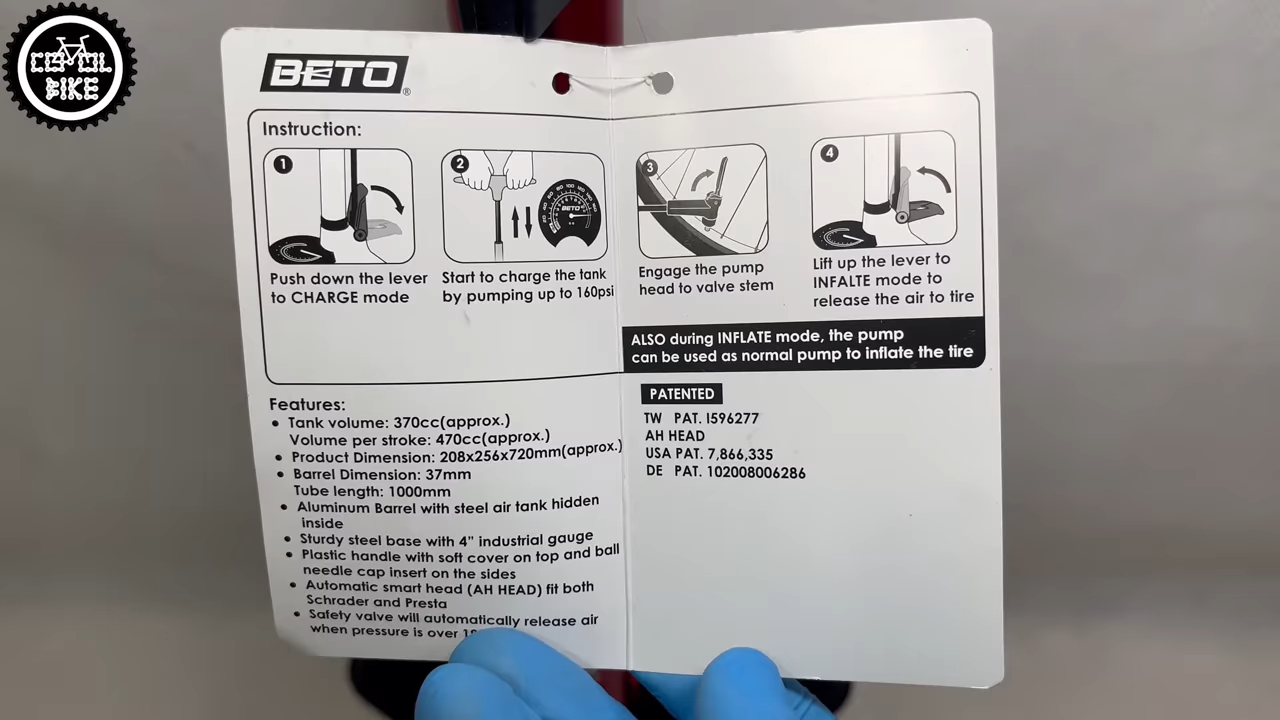 CCOOL
BIKE
BETO®
Instruction:
1
Push down the lever
to CHARGE mode
2
BETO
Start to charge the tank
by pumping up to 160psi
3
Engage the pump
head to valve stem
4
Lift up the lever to
INFALTE mode to
release the air to tire
ALSO during INFLATE mode, the pump
can be used as normal pump to inflate the tire
Features:
• Tank volume: 370cc(approx.)
Volume per stroke: 470cc(approx.)
• Product Dimension: 208x256x720mm(approx.)
• Barrel Dimension: 37mm
Tube length: 1000mm
• Aluminum Barrel with steel air tank hidden
inside
• Sturdy steel base with 4” industrial gauge
• Plastic handle with soft cover on top and ball
needle cap insert on the sides
• Automatic smart head (AH HEAD) fit both
Schrader and Presta
• Safety valve will automatically release air
when pressure is over
PATENTED
TW PAT. I596277
AH HEAD
USA PAT. 7,866,335
DE PAT. 102008006286